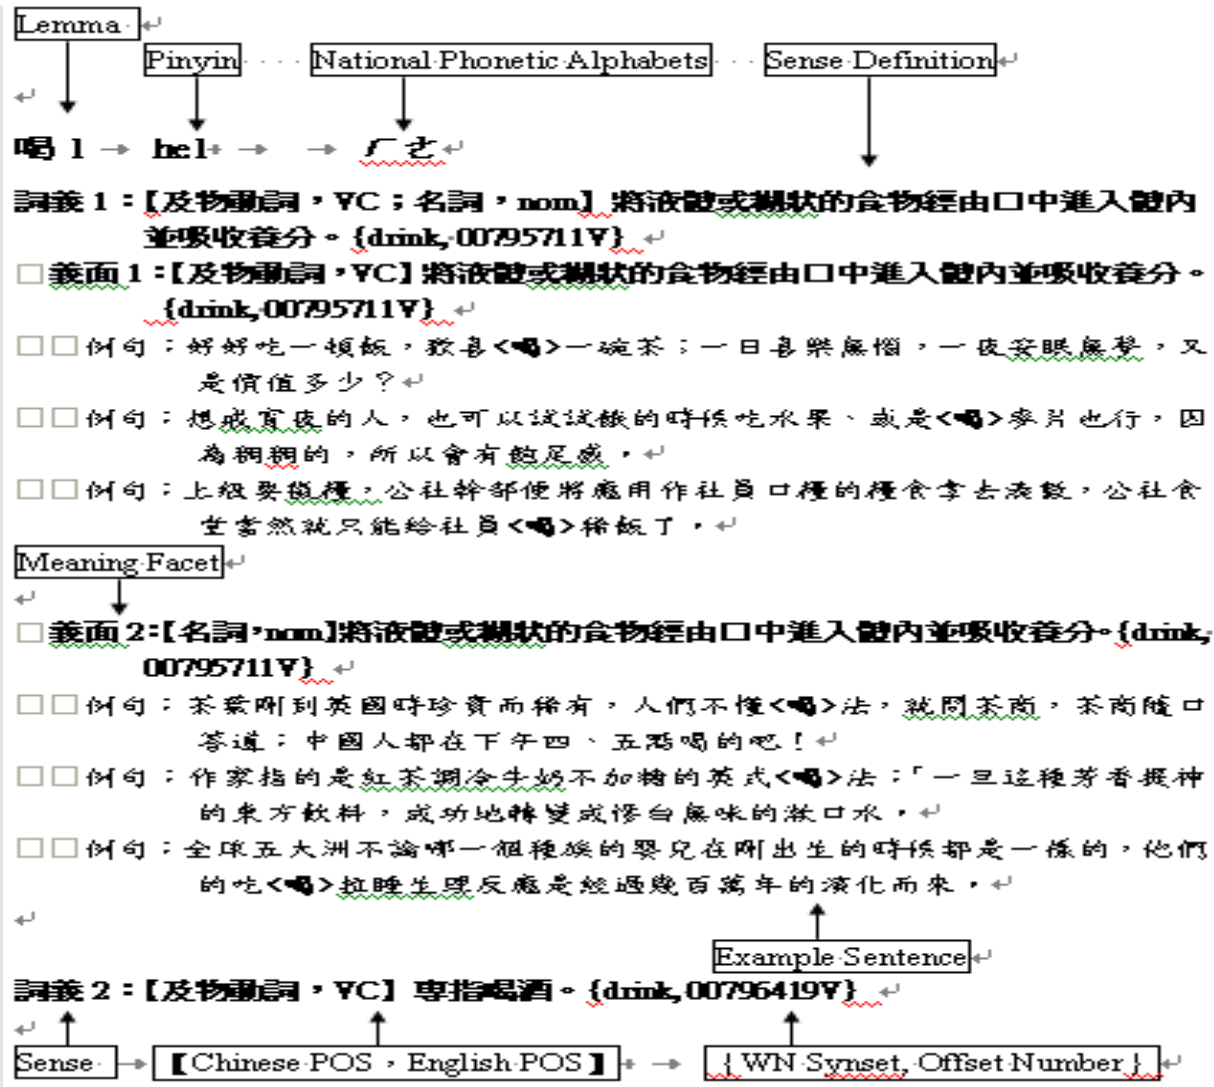 Lemma
Pinyin National Phonetic Alphabets Sense Definition
喝 1 → he1 → → ㄏㄜ
詞義 1：【及物動詞，VC；名詞，nom】 將液體或糊狀的食物經由口中進入體內
並吸收養分。{drink, 00795711V}
義面 1：【及物動詞，VC】將液體或糊狀的食物經由口中進入體內並吸收養分。
{drink, 00795711V}
例句：好好吃一頓飯，歡喜<喝>一碗茶；一日喜樂無惱，一夜安眠無夢，又
是價值多少？
例句：想戒宵夜的人，也可以試試餓的時候吃水果、或是<喝>麥片也行，因
為稠稠的，所以會有飽足感。
例句：上級要徵糧，公社幹部便將應用作社員口糧的糧食拿去湊數，公社食
堂當然就只能給社員<喝>稀飯了。
Meaning Facet
義面 2：【名詞，nom】將液體或糊狀的食物經由口中進入體內並吸收養分。{drink,
00795711V}
例句：茶葉剛到英國時珍貴而稀有，人們不懂<喝>法，就問茶商，茶商隨口
答道：中國人都在下午四、五點喝的吧！
例句：作家指的是紅茶調冷牛奶不加糖的英式<喝>法：「一旦這種芳香提神
的東方飲料，成功地轉變成慘白無味的漱口水。
例句：全球五大洲不論哪一個種族的嬰兒在剛出生的時候都是一樣的，他們
的吃<喝>拉睡生理反應是經過幾百萬年的演化而來。
Example Sentence
詞義 2：【及物動詞，VC】 專指喝酒。{drink,00796419V}
Sense → 【Chinese POS，English POS】 → ｛WN Synset, Offset Number｝